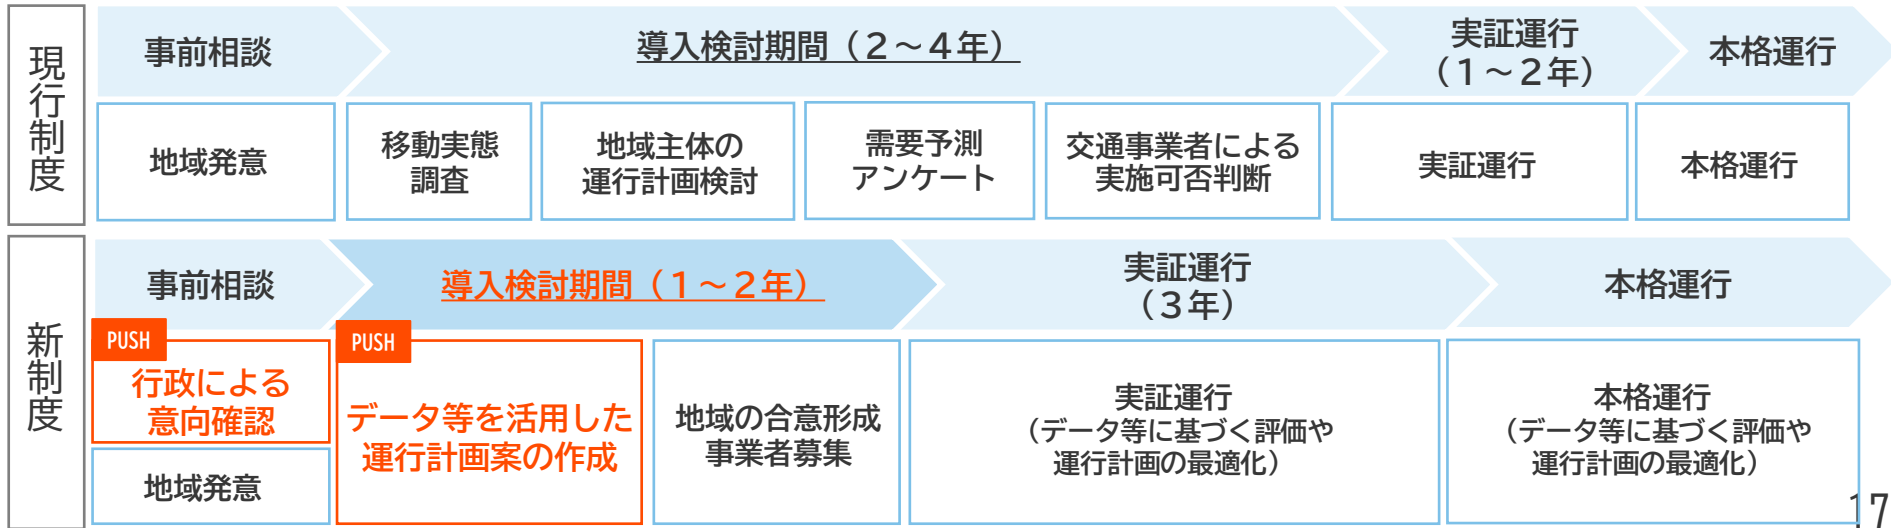 現行制度
事前相談
導入検討期間（２～４年）
実証運行
（１～２年）
本格運行
地域発意
移動実態
調査
地域主体の
運行計画検討
需要予測
アンケート
交通事業者による
実施可否判断
実証運行
本格運行
新制度
事前相談
導入検討期間（１～２年）
実証運行
（３年）
本格運行
PUSH
行政による
意向確認
地域発意
PUSH
データ等を活用した
運行計画案の作成
地域の合意形成
事業者募集
実証運行
（データ等に基づく評価や
運行計画の最適化）
本格運行
（データ等に基づく評価や
運行計画の最適化）
17